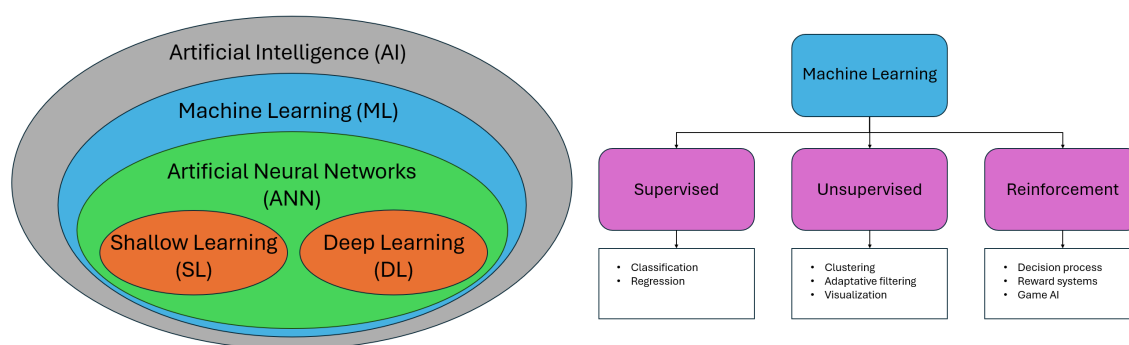 Artificial Intelligence (AI)
Machine Learning (ML)
Artificial Neural Networks
(ANN)
Shallow Learning
(SL)
Deep Learning
(DL)
Machine Learning
Supervised
Unsupervised
Reinforcement
• Classification
• Regression
• Clustering
• Adaptative filtering
• Visualization
• Decision process
• Reward systems
• Game AI